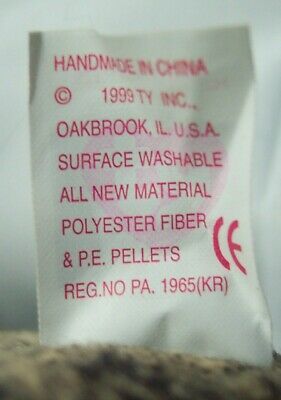 HANDMADE IN CHINA
© 1999 TY INC.,
OAKBROOK, IL. U.S.A.
SURFACE WASHABLE
ALL NEW MATERIAL
POLYESTER FIBER
& P.E. PELLETS CE
REG.NO PA. 1965(KR)